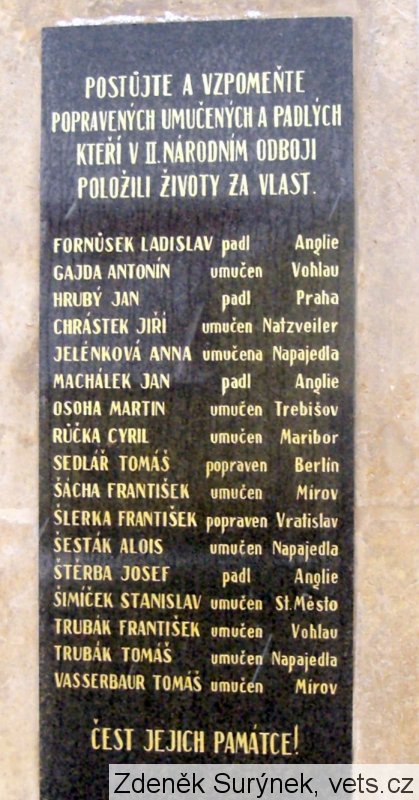 POSTŮJTE A VZPOMEŇTE
POPRAVENÝCH UMUČENÝCH A PADLÝCH
KTEŘÍ V II. NÁRODNÍM ODBOJI
POLOŽILI ŽIVOTY ZA VLAST.
FORNŮSEK LADISLAV padl Anglie
GAJDA ANTONÍN umučen Vohlau
HRUBÝ JAN padl Praha
CHRÁSTEK JIŘÍ umučen Natzveiler
JELÉNKOVÁ ANNA umučena Napajedla
MACHÁLEK JAN padl Anglie
OSOHA MARTIN umučen Trebišov
RŮČKA CYRIL umučen Maribor
SEDLÁŘ TOMÁŠ popraven Berlín
ŠÁCHA FRANTIŠEK umučen Mírov
ŠLERKA FRANTIŠEK popraven Vratislav
ŠESTÁK ALOIS umučen Napajedla
ŠTĚRBA JOSEF padl Anglie
ŠIMÍČEK STANISLAV umučen St. Město
TRUBÁK FRANTIŠEK umučen Vohlau
TRUBÁK TOMÁŠ umučen Napajedla
VASSERBAUR TOMÁŠ umučen Mírov
ČEST JEJICH PAMÁTCE!
Zdeněk Surýnek, vets.cz